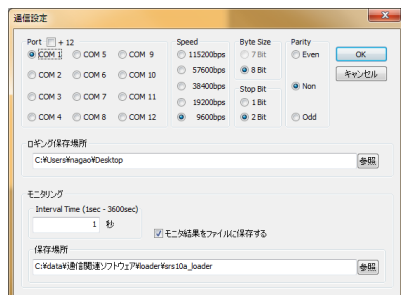 通信設定
Port + 12 Speed Byte Size Parity
COM 1 COM 5 COM 9 115200bps 7 Bit Even OK
COM 2 COM 6 COM 10 57600bps 8 Bit キャンセル
COM 3 COM 7 COM 11 38400bps Stop Bit Non
COM 4 COM 8 COM 12 19200bps 1 Bit
9600bps 2 Bit Odd
ロギング保存場所
C:¥Users¥nagao¥Desktop 参照
モニタリング
Interval Time (1sec - 3600sec)
1 秒
モニタ結果をファイルに保存する
保存場所
C:¥data¥通信関連ソフトウェア¥loader¥srs10a_loader 参照